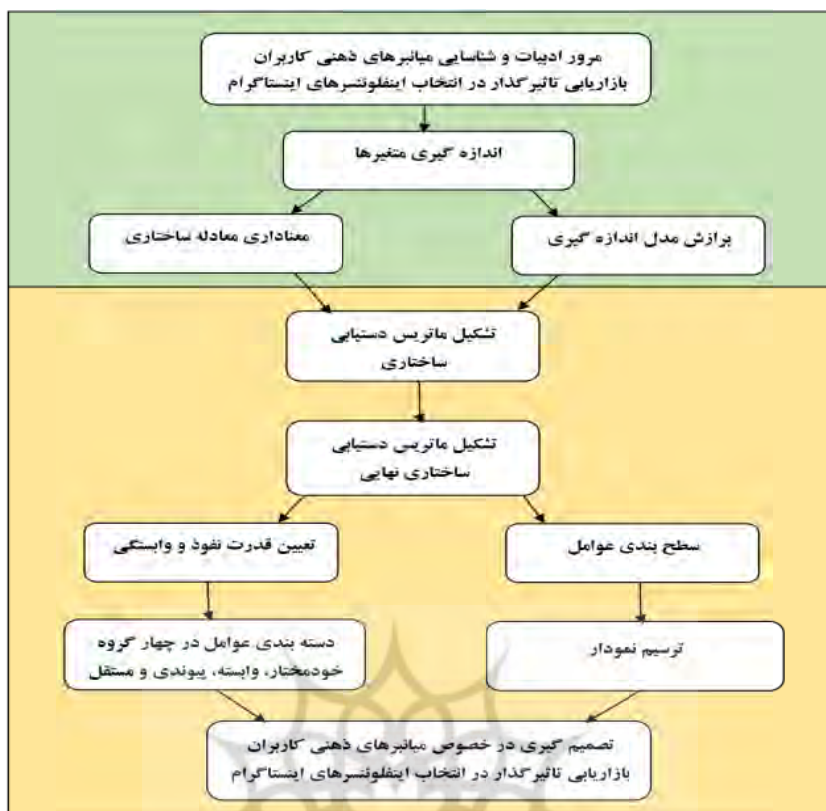 مرور ادبیات و شناسایی میانبرهای ذهنی کاربران
بازاریابی تاثیرگذار در انتخاب اینفلوئنسرهای اینستاگرام
اندازه گیری متغیرها
برازش مدل اندازه گیری
معناداری معادله ساختاری
تشکیل ماتریس دستیابی
ساختاری
تشکیل ماتریس دستیابی
ساختاری نهایی
سطح بندی عوامل
تعیین قدرت نفوذ و وابستگی
ترسیم نمودار
دسته بندی عوامل در چهار گروه
خودمختار، وابسته، پیوندی و مستقل
تصمیم گیری در خصوص میانبرهای ذهنی کاربران
بازاریابی تاثیرگذار در انتخاب اینفلوئنسرهای اینستاگرام